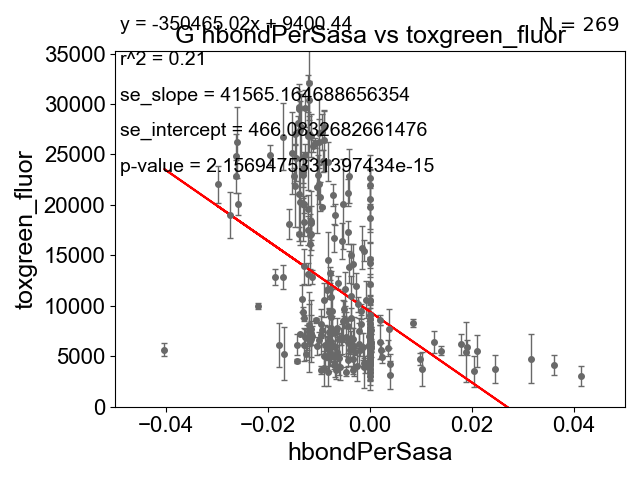 y = -350465.02x + 9400.44
N = 269
G hbondPerSasa vs toxgreen_fluor
r^2 = 0.21
se_slope = 41565.164688656354
se_intercept = 466.0832682661476
p-value = 2.1569475331397434e-15
toxgreen_fluor
35000
30000
25000
20000
15000
10000
5000
0
−0.04
−0.02
0.00
0.02
0.04
hbondPerSasa